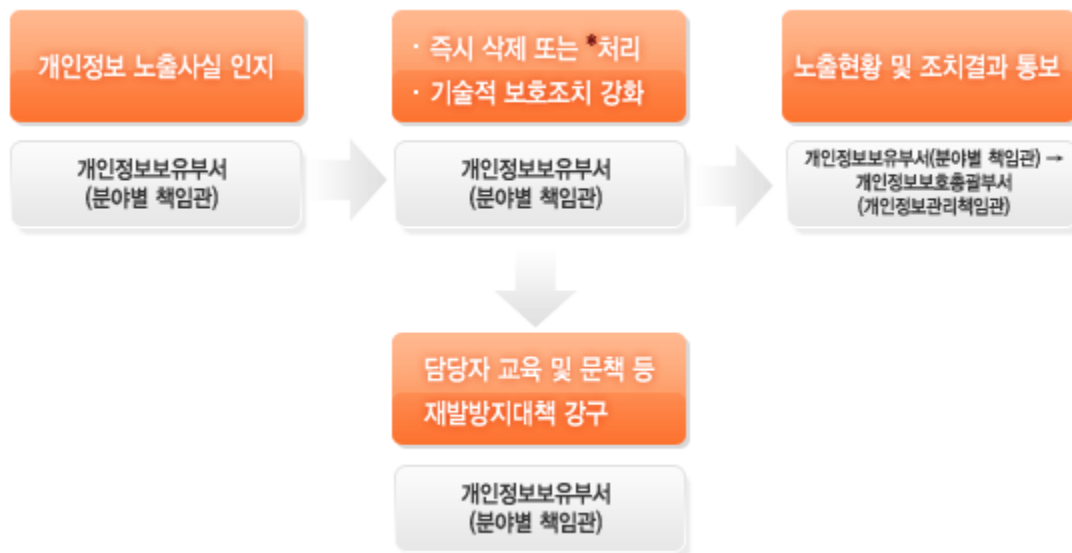 개인정보 노출사실 인지
개인정보보유부서
(분야별 책임관)
· 즉시 삭제 또는 *처리
· 기술적 보호조치 강화
개인정보보유부서
(분야별 책임관)
노출현황 및 조치결과 통보
개인정보보유부서(분야별 책임관) →
개인정보보호총괄부서
(개인정보관리책임관)
담당자 교육 및 문책 등
재발방지대책 강구
개인정보보유부서
(분야별 책임관)